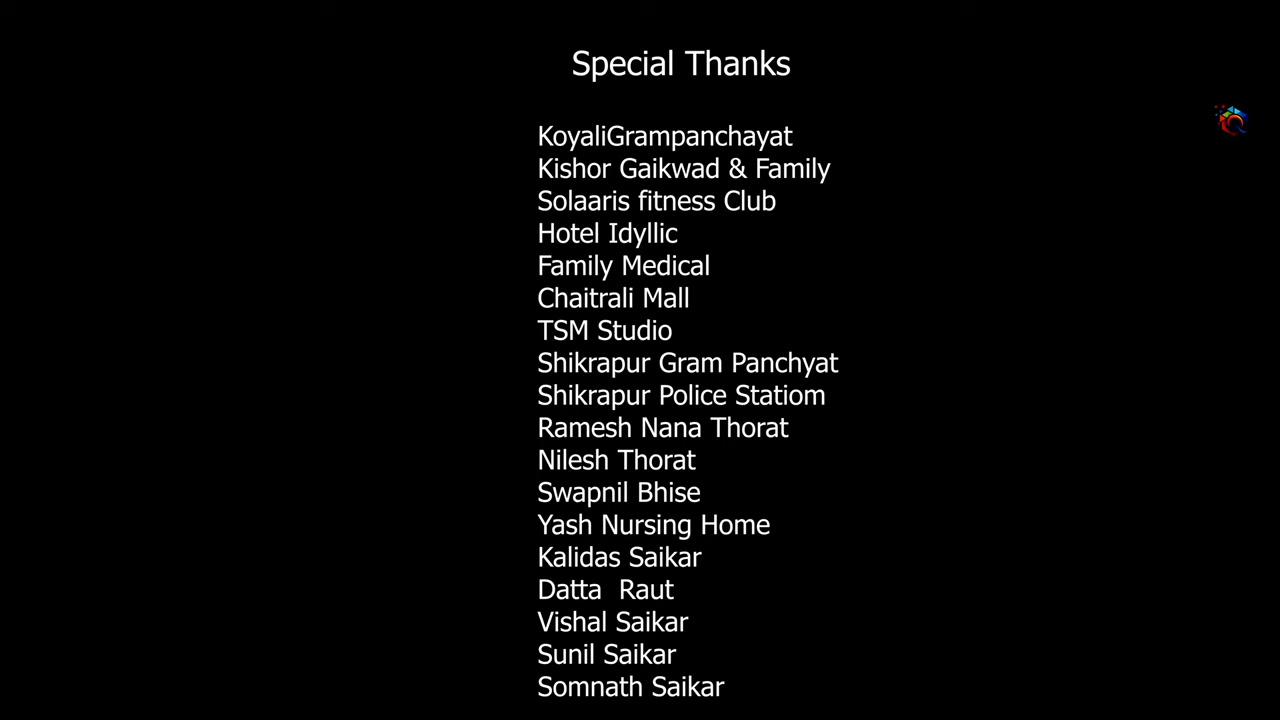 Special Thanks
KoyaliGrampanchayat
Kishor Gaikwad & Family
Solaaris fitness Club
Hotel Idyllic
Family Medical
Chaitrali Mall
TSM Studio
Shikrapur Gram Panchyat
Shikrapur Police Statiom
Ramesh Nana Thorat
Nilesh Thorat
Swapnil Bhise
Yash Nursing Home
Kalidas Saikar
Datta  Raut
Vishal Saikar
Sunil Saikar
Somnath Saikar